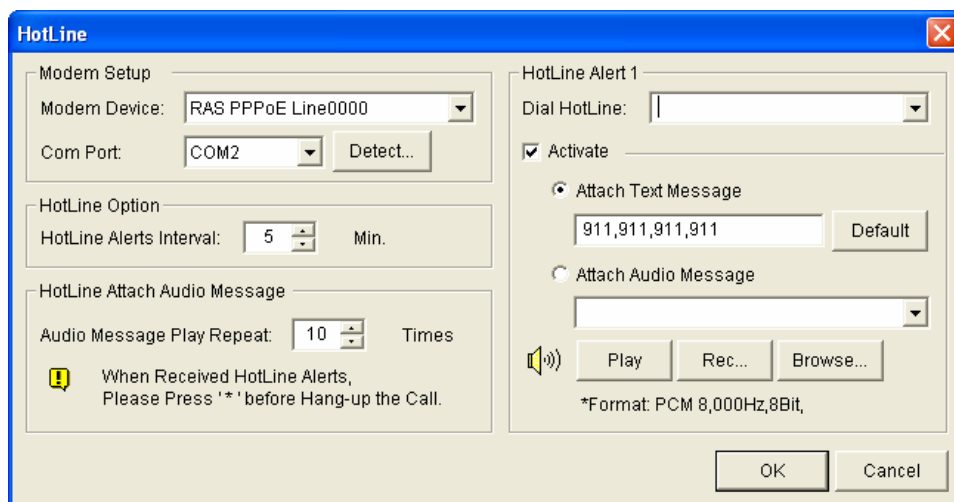 HotLine
Modem Setup
Modem Device: RAS PPPoE Line0000
Com Port: COM2 Detect...
HotLine Option
HotLine Alerts Interval: 5 Min.
HotLine Attach Audio Message
Audio Message Play Repeat: 10 Times
When Received HotLine Alerts,
Please Press '*' before Hang-up the Call.
HotLine Alert 1
Dial HotLine:
Activate
Attach Text Message
911,911,911,911 Default
Attach Audio Message
Play Rec... Browse...
*Format: PCM 8,000Hz,8Bit,
OK Cancel